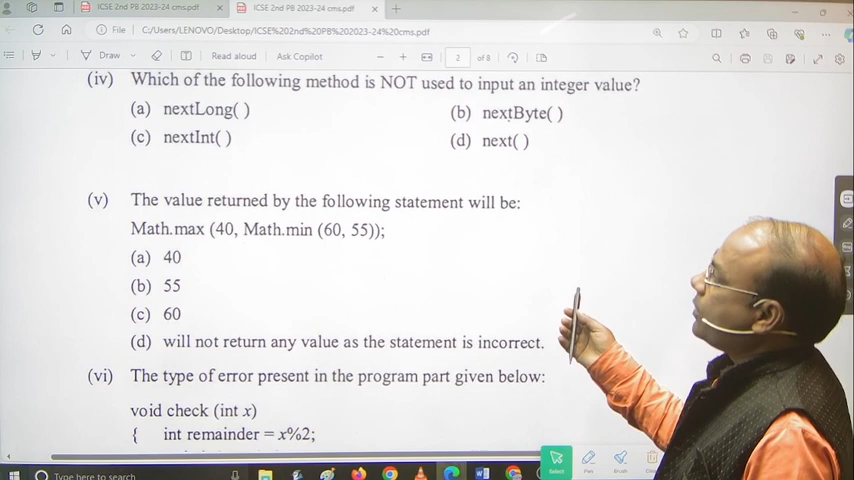 ICSE 2nd PB 2023-24 cms.pdf
ICSE 2nd PB 2023-24 cms.pdf
File
C:/Users/LENOVO/Desktop/ICSE%202nd%20PB%202023-24%20cms.pdf
Draw
Read aloud
Ask Copilot
2
of 8
(iv) Which of the following method is NOT used to input an integer value?
(a) nextLong( ) (b) nextByte( )
(c) nextInt( ) (d) next( )
(v) The value returned by the following statement will be:
Math.max (40, Math.min (60, 55));
(a) 40
(b) 55
(c) 60
(d) will not return any value as the statement is incorrect.
(vi) The type of error present in the program part given below:
void check (int x)
{ int remainder = x%2;
Select
Pen
Brush
Clear
Type here to search